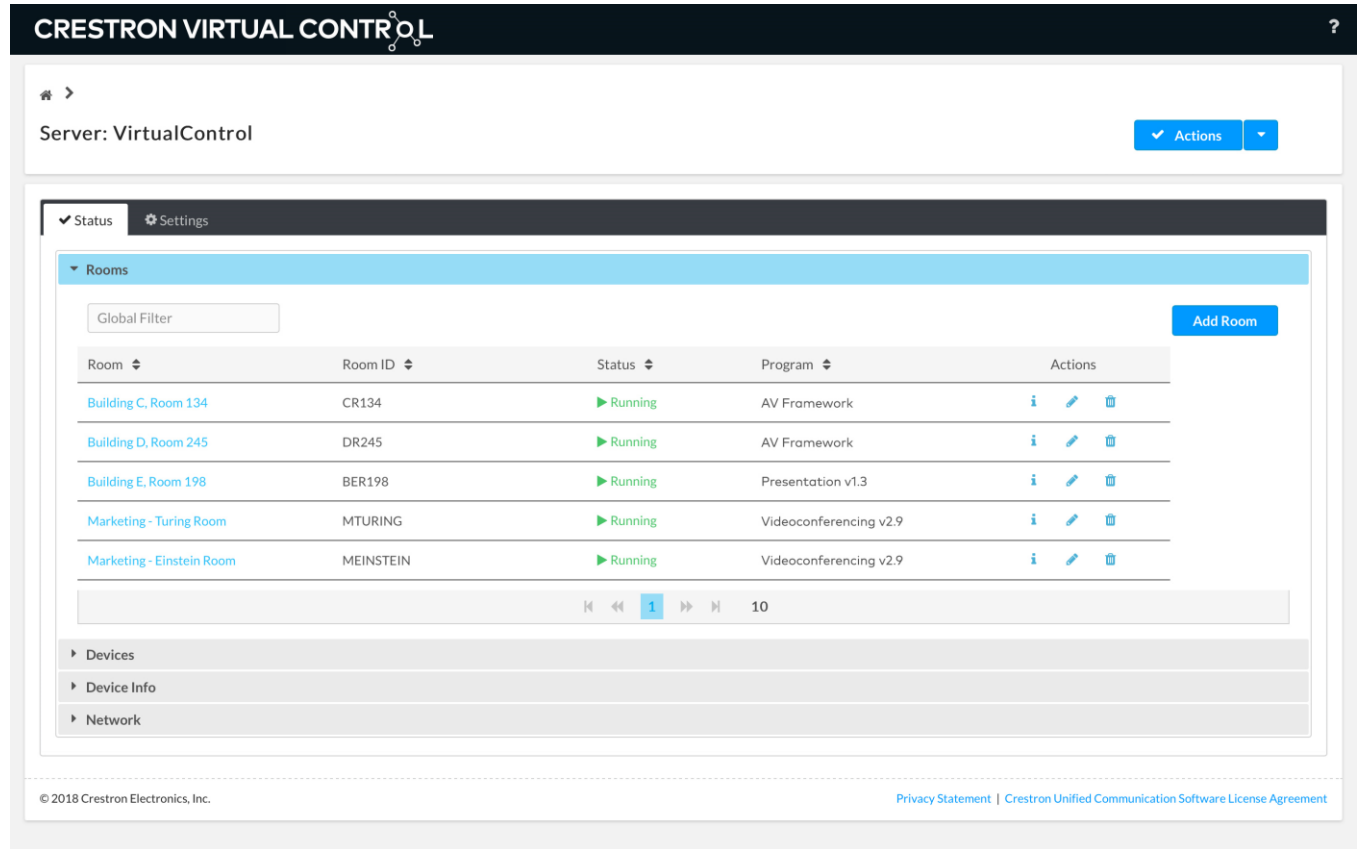 CRESTRON VIRTUAL CONTROL
?
Server: VirtualControl
Actions
Status Settings
Rooms
Global Filter
Add Room
Room Room ID Status Program Actions
Building C, Room 134 CR134 Running AV Framework
Building D, Room 245 DR245 Running AV Framework
Building E, Room 198 BER198 Running Presentation v1.3
Marketing - Turing Room MTURING Running Videoconferencing v2.9
Marketing - Einstein Room MEINSTEIN Running Videoconferencing v2.9
1 10
Devices
Device Info
Network
© 2018 Crestron Electronics, Inc. Privacy Statement | Crestron Unified Communication Software License Agreement